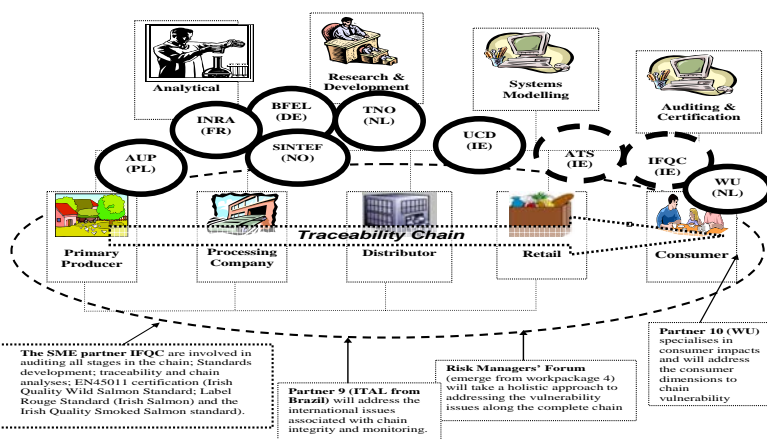 Analytical
Research &
Development
Systems
Modelling
Auditing &
Certification
AUP
(PL)
INRA
(FR)
BFEL
(DE)
SINTEF
(NO)
TNO
(NL)
UCD
(IE)
ATS
(IE)
IFQC
(IE)
WU
(NL)
Traceability Chain
Primary
Producer
Processing
Company
Distributor
Retail
Consumer
The SME partner IFQC are involved in
auditing all stages in the chain; Standards
development; traceability and chain
analyses; EN45011 certification (Irish
Quality Wild Salmon Standard; Label
Rouge Standard (Irish Salmon) and the
Irish Quality Smoked Salmon standard).
Partner 9 (ITAL from
Brazil) will address the
international issues
associated with chain
integrity and monitoring.
Risk Managers' Forum
(emerge from workpackage 4)
will take a holistic approach to
addressing the vulnerability
issues along the complete chain
Partner 10 (WU)
specialises in
consumer impacts
and will address
the consumer
dimensions to
chain
vulnerability